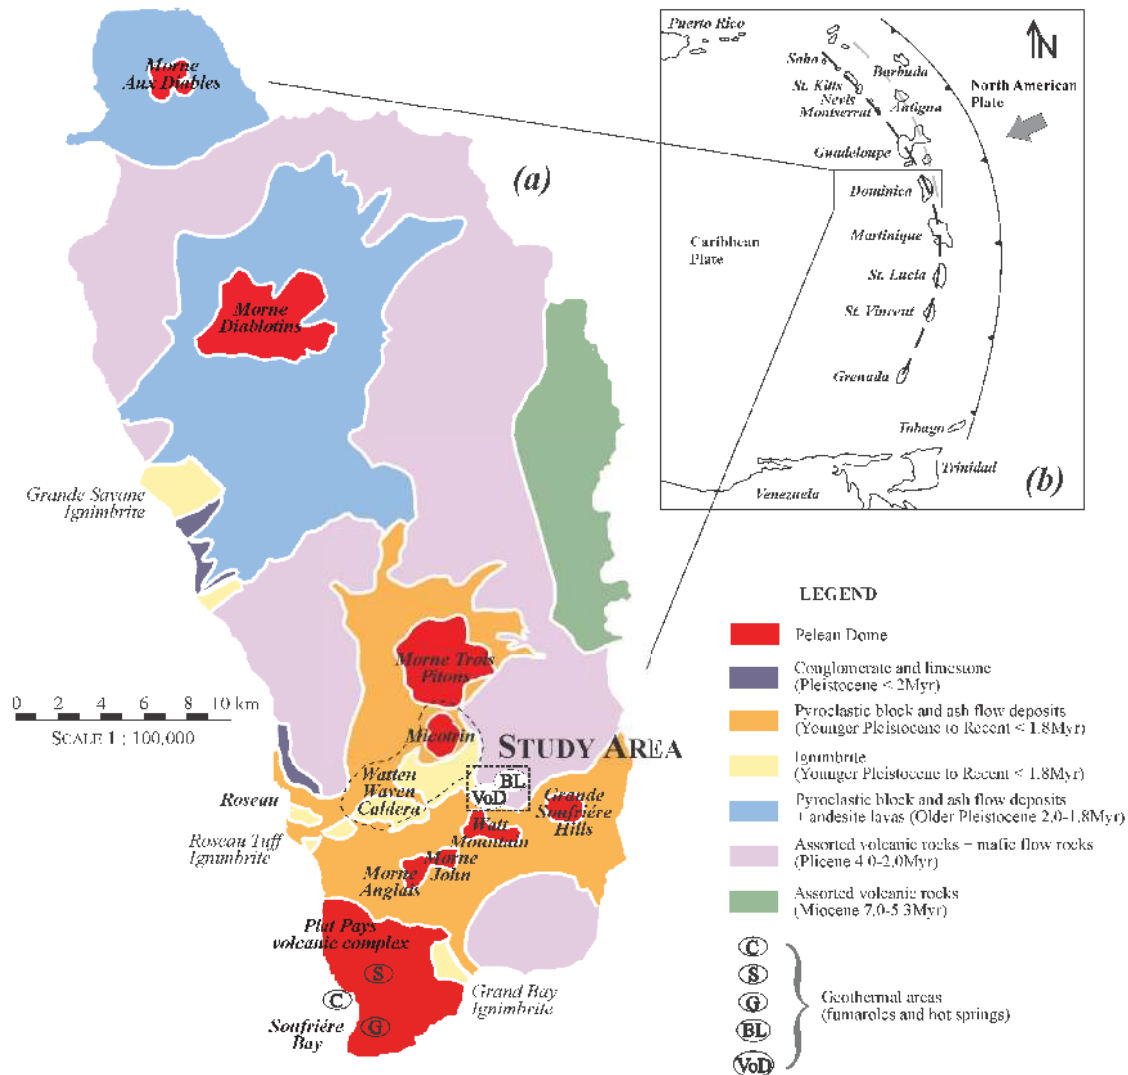 Morne
Aux Diables
(a)
Morne
Diablotins
Grande Savane
Ignimbrite
0 2 4 6 8 10 km
SCALE 1 : 100,000
Morne Trois
Pitons
Micotrin
STUDY AREA
Watten
Waven
Caldera
BL
VoD
Grande
Soufriére
Hills
Watt
Mountain
Roseau
Roseau Tuff
Ignimbrite
Morne
John
Morne
Anglais
Plat Pays
volcanic complex
S
C
G
Soufriére
Bay
Grand Bay
Ignimbrite
Puerto Rico
N
Saba
St. Kitts
Nevis
Montserrat
Barbuda
Antigua
North American
Plate
Guadeloupe
Dominica
Caribbean
Plate
Martinique
St. Lucia
St. Vincent
Grenada
Tobago
Trinidad
Venezuela
(b)
LEGEND
Pelean Dome
Conglomerate and limestone
(Pleistocene < 2Myr)
Pyroclastic block and ash flow deposits
(Younger Pleistocene to Recent < 1.8Myr)
Ignimbrite
(Younger Pleistocene to Recent < 1.8Myr)
Pyroclastic block and ash flow deposits
+ andesite lavas (Older Pleistocene 2.0-1.8Myr)
Assorted volcanic rocks – mafic flow rocks
(Plicene 4.0-2.0Myr)
Assorted volcanic rocks
(Miocene 7.0-5.3Myr)
C
S
G
BL
VoD
Geothermal areas
(fumaroles and hot springs)